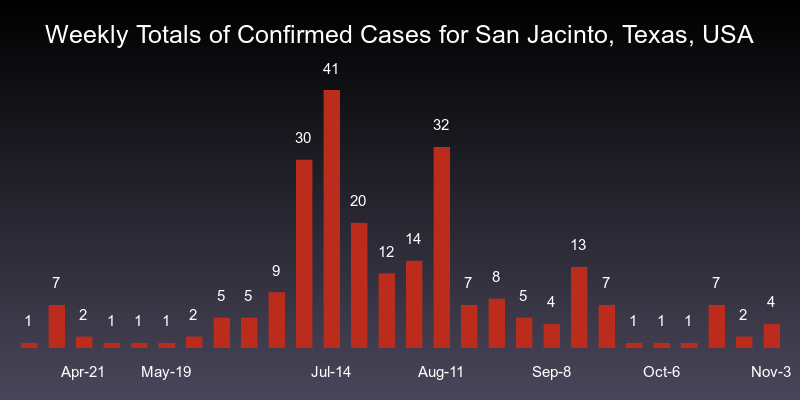 Weekly Totals of Confirmed Cases for San Jacinto, Texas, USA
1 7 2 1 1 1 2 5 5 9 30 41 20 12 14 32 7 8 5 4 13 7 1 1 1 7 2 4
Apr-21 May-19 Jul-14 Aug-11 Sep-8 Oct-6 Nov-3